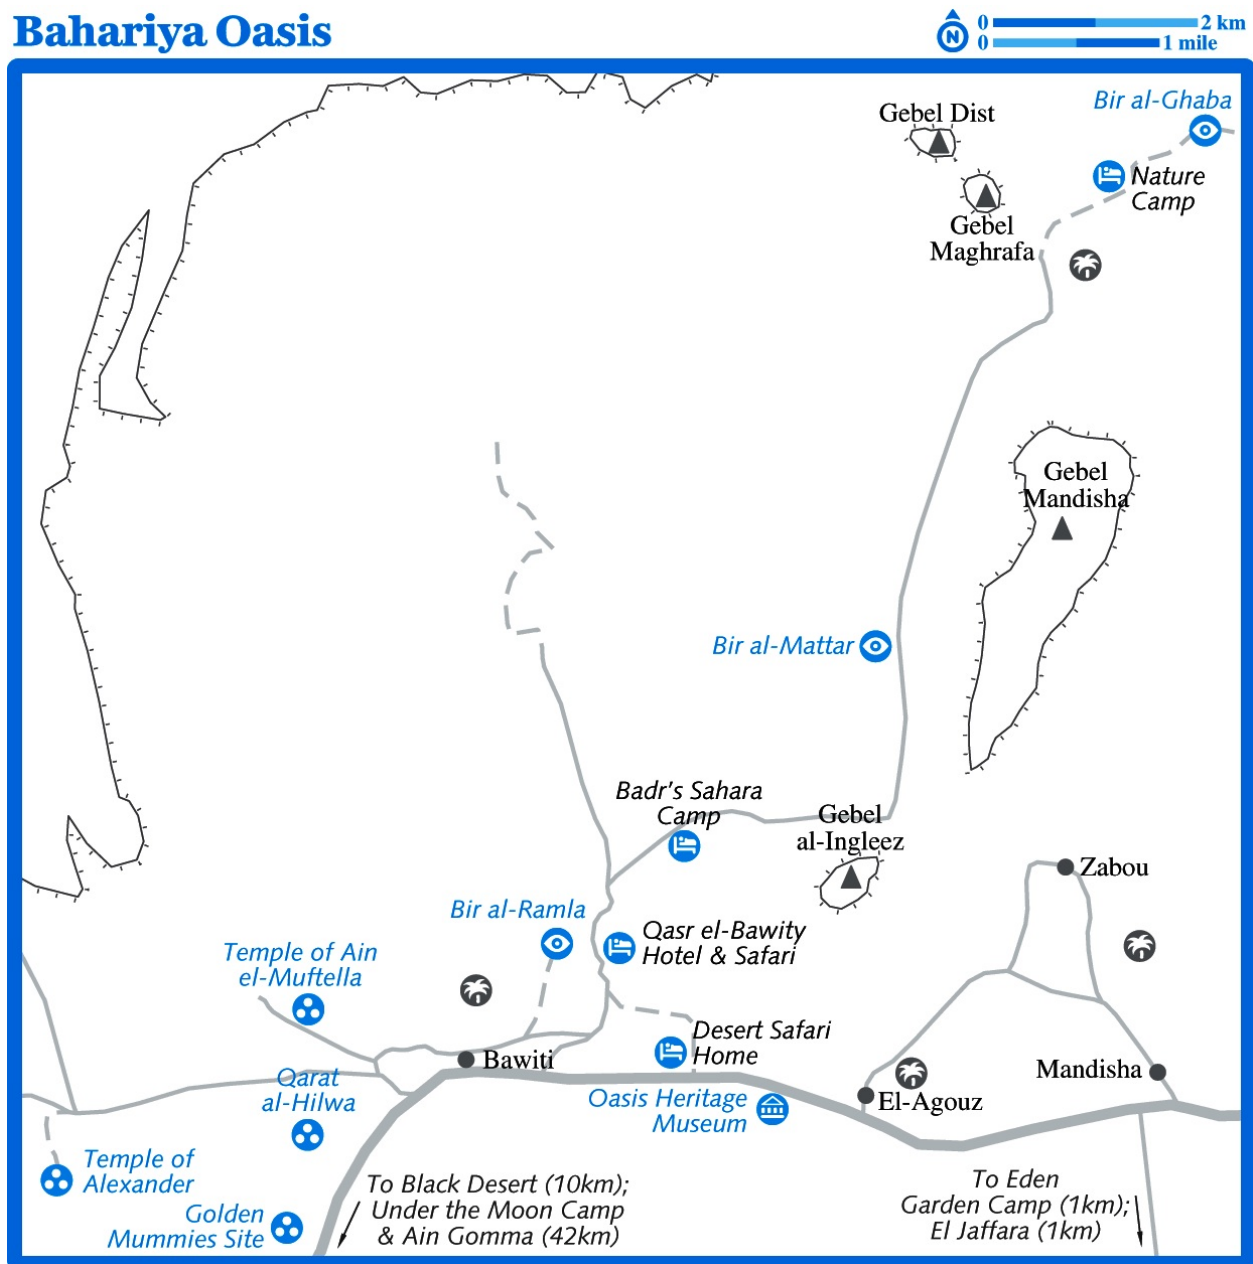 Bahariya Oasis
N
0 2 km
0 1 mile
Gebel Dist
Bir al-Ghaba
Nature
Camp
Gebel
Maghrafa
Gebel
Mandisha
Bir al-Mattar
Badr's Sahara
Camp
Gebel
al-Ingleez
Zabou
Bir al-Ramla
Qasr el-Bawity
Hotel & Safari
Temple of Ain
el-Muftella
Desert Safari
Home
Bawiti
Mandisha
Qarat
al-Hilwa
Oasis Heritage
Museum
El-Agouz
Temple of
Alexander
Golden
Mummies Site
To Black Desert (10km);
Under the Moon Camp
& Ain Gomma (42km)
To Eden
Garden Camp (1km);
El Jaffara (1km)